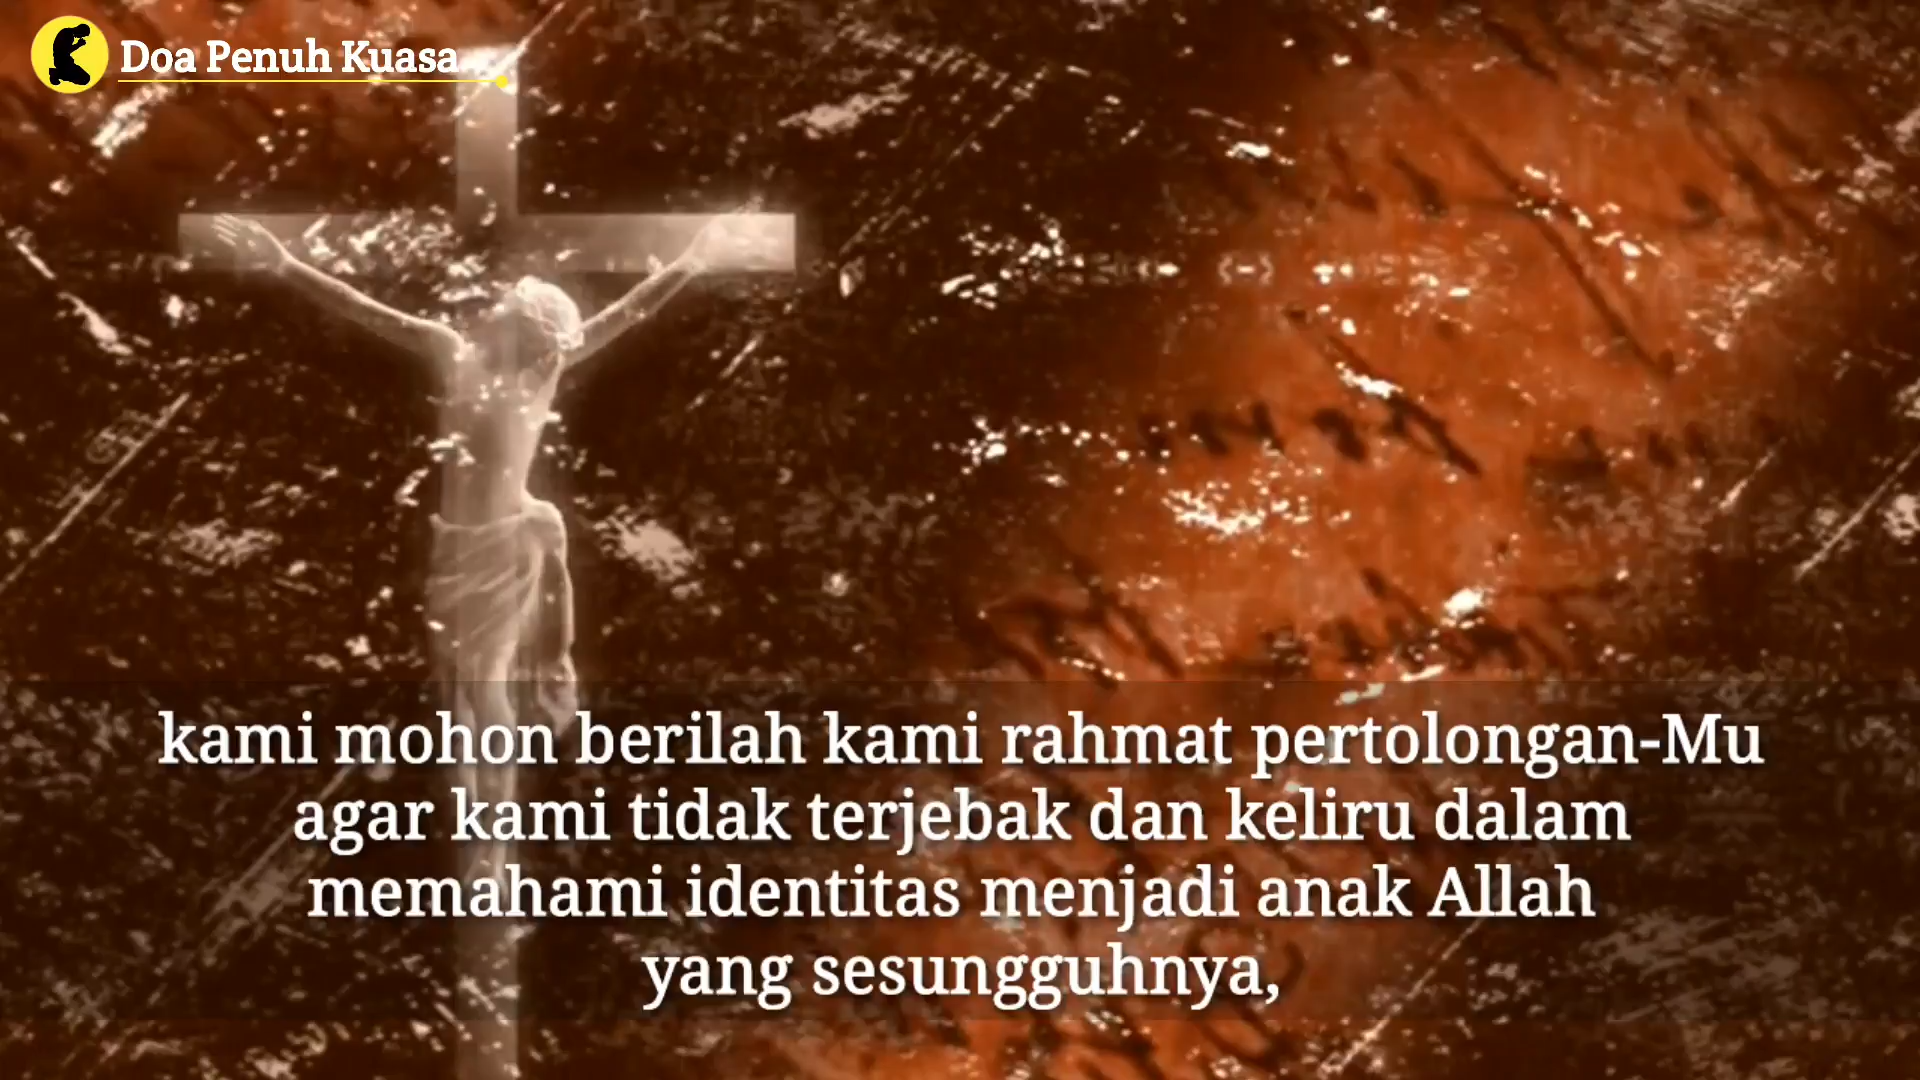 Doa Penuh Kuasa
kami mohon berilah kami rahmat pertolongan-Mu
agar kami tidak terjebak dan keliru dalam
memahami identitas menjadi anak Allah
yang sesungguhnya,